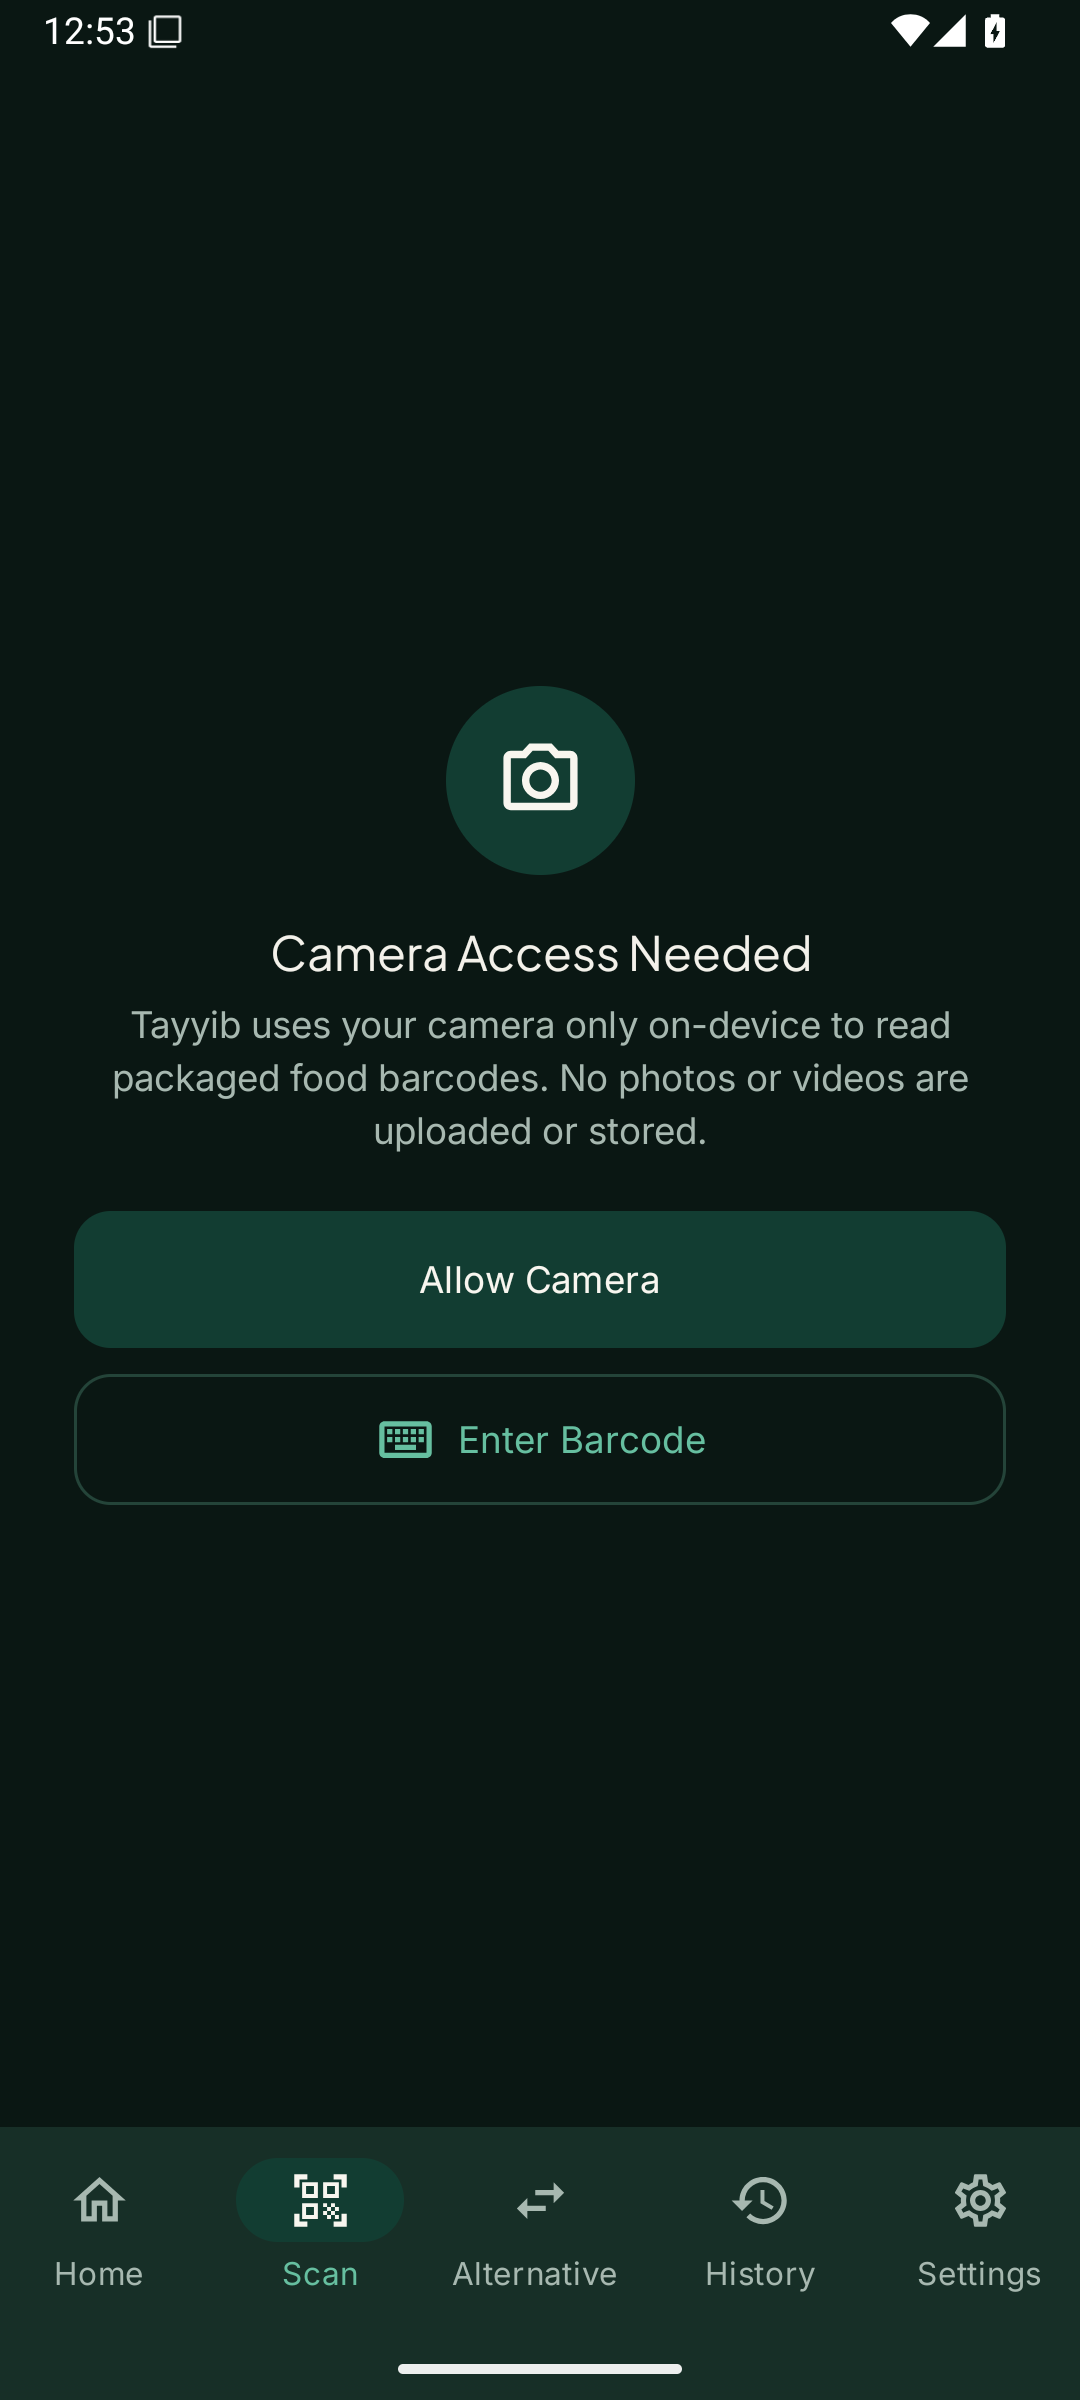 12:53
Camera Access Needed
Tayyib uses your camera only on-device to read
packaged food barcodes. No photos or videos are
uploaded or stored.
Allow Camera
Enter Barcode
Home
Scan
Alternative
History
Settings